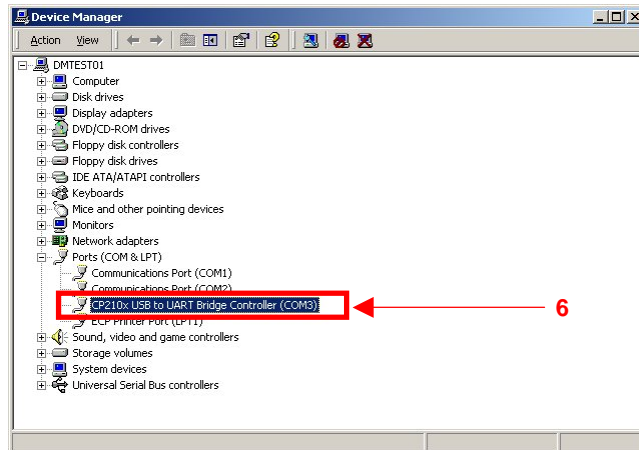 Device Manager
Action View
DMTEST01
Computer
Disk drives
Display adapters
DVD/CD-ROM drives
Floppy disk controllers
Floppy disk drives
IDE ATA/ATAPI controllers
Keyboards
Mice and other pointing devices
Monitors
Network adapters
Ports (COM & LPT)
Communications Port (COM1)
Communications Port (COM2)
CP210x USB to UART Bridge Controller (COM3)
6
ECP Printer Port (LPT1)
Sound, video and game controllers
Storage volumes
System devices
Universal Serial Bus controllers